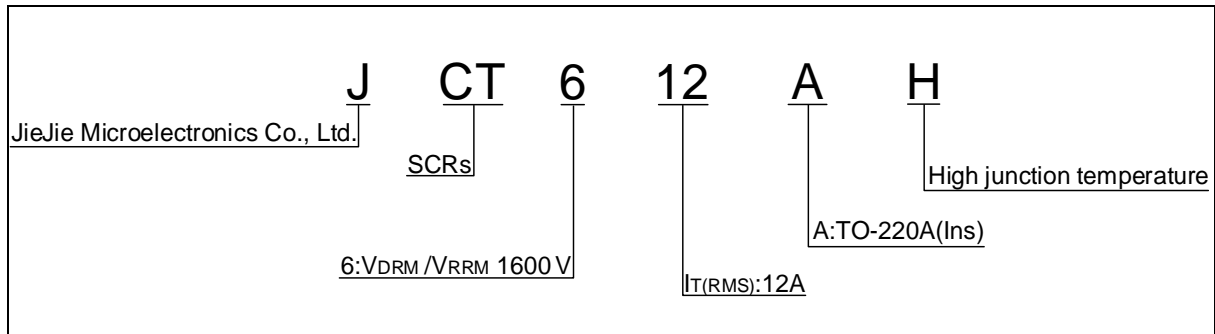 J CT 6 12 A H
JieJie Microelectronics Co., Ltd.
SCRs
High junction temperature
A:TO-220A(Ins)
6:VDRM /VRRM 1600 V
IT(RMS):12A